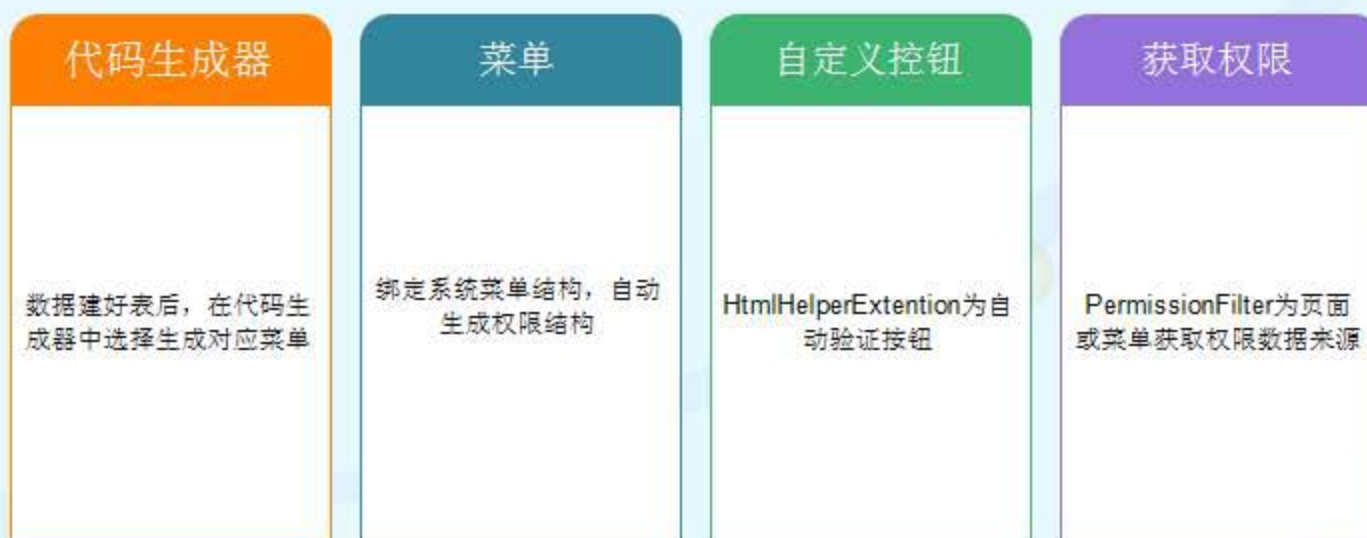 代码生成器
数据建好表后，在代码生
成器中选择生成对应菜单
菜单
绑定系统菜单结构，自动
生成权限结构
自定义控钮
HtmlHelperExtention为自
动验证按钮
获取权限
PermissionFilter为页面
或菜单获取权限数据来源